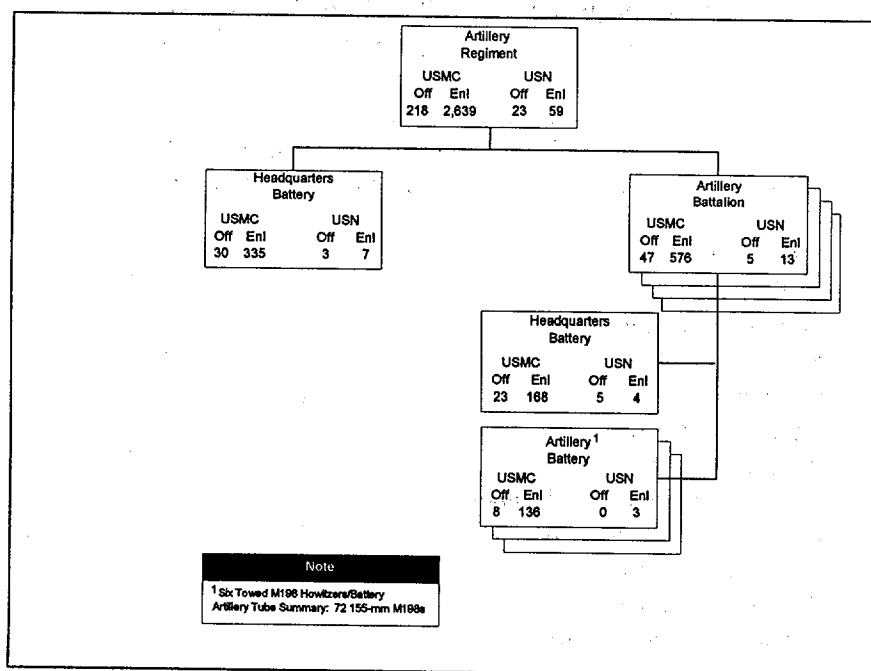 Artillery
Regiment
USMC USN
Off Enl Off Enl
218 2,639 23 59
Headquarters
Battery
USMC USN
Off Enl Off Enl
30 335 3 7
Artillery
Battalion
USMC USN
Off Enl Off Enl
47 576 5 13
Headquarters
Battery
USMC USN
Off Enl Off Enl
23 168 5 4
Artillery 1
Battery
USMC USN
Off Enl Off Enl
8 136 0 3
Note
1 Six Towed M198 Howitzers/Battery
Artillery Tube Summary: 72 155-mm M198s